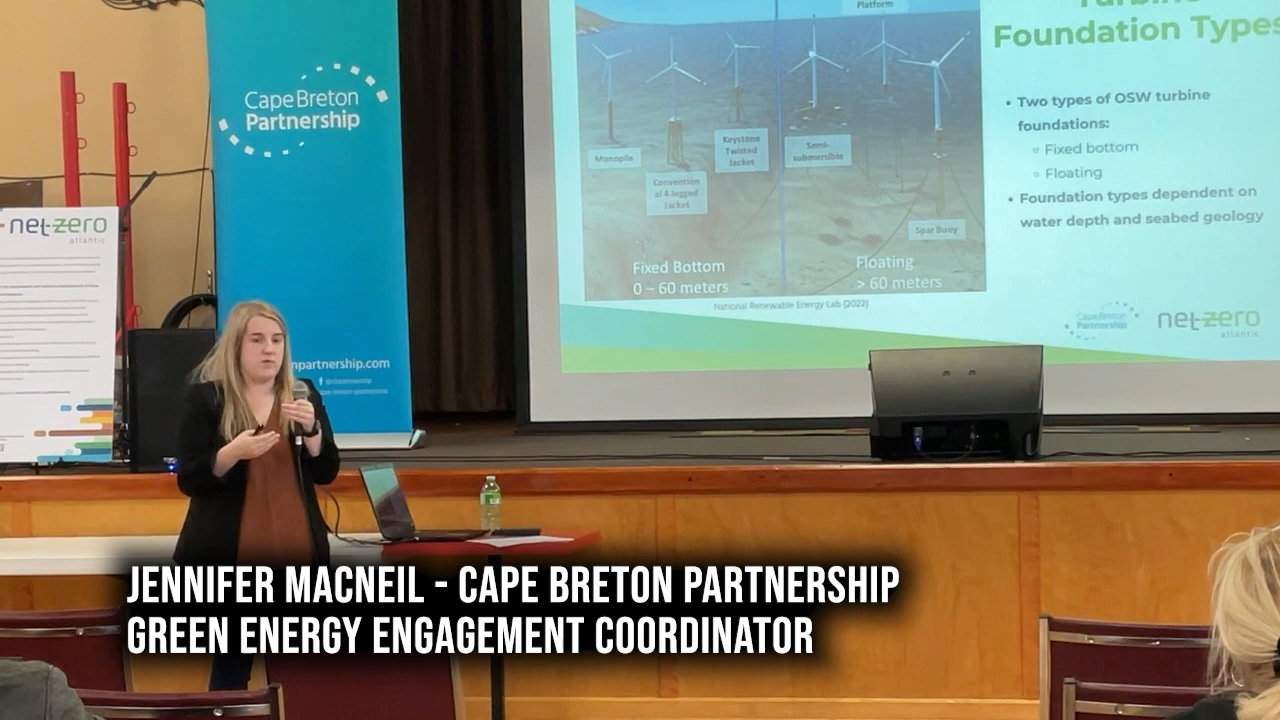 Platform
Turbine
Foundation Types
Cape Breton
Partnership
Keystone
Twisted
Jacket
Semi-
submersible
Monopile
Convention
al 4-legged
Jacket
Spar Buoy
Fixed Bottom
0 – 60 meters
Floating
> 60 meters
National Renewable Energy Lab (2022)
• Two types of OSW turbine
foundations:
Fixed bottom
Floating
• Foundation types dependent on
water depth and seabed geology
Cape Breton
Partnership
net-zero
atlantic
net-zero
atlantic
npartnership.com
JENNIFER MACNEIL - CAPE BRETON PARTNERSHIP
GREEN ENERGY ENGAGEMENT COORDINATOR